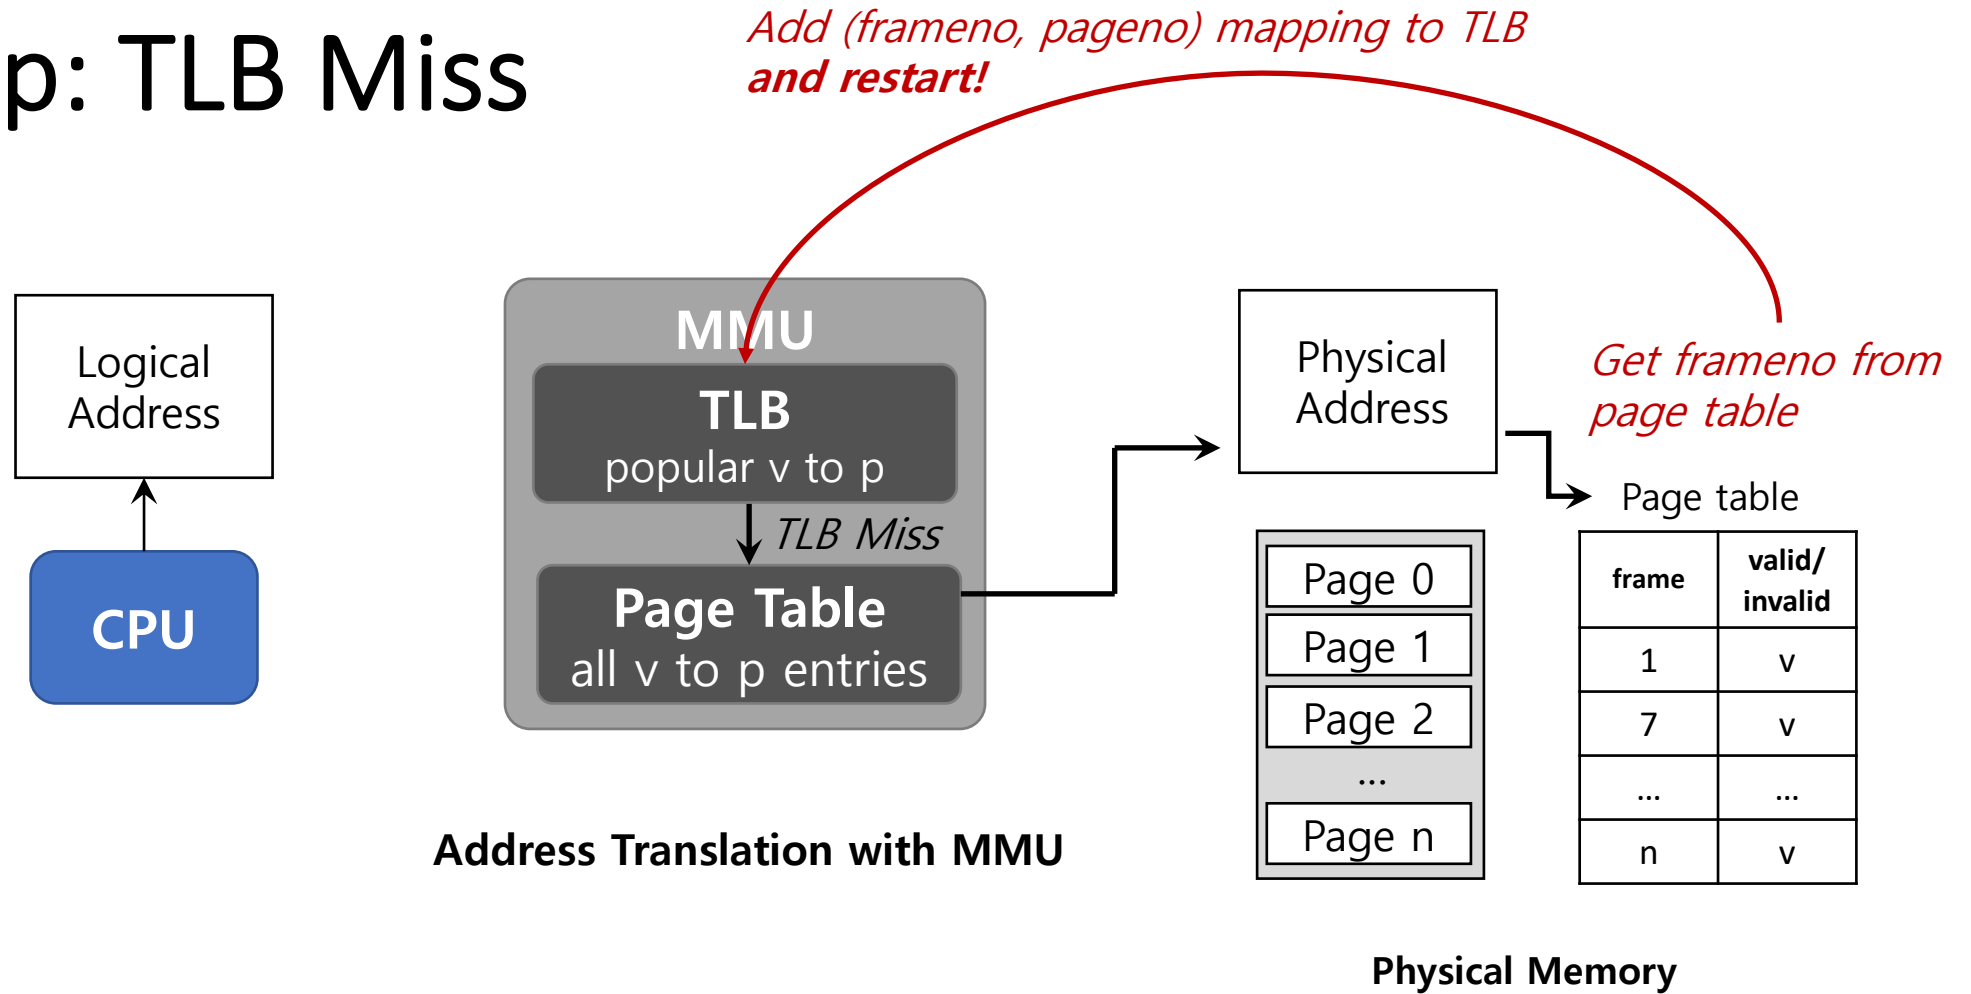 p: TLB Miss
Add (frameno, pageno) mapping to TLB
and restart!
Logical
Address
CPU
MMU
TLB
popular v to p
TLB Miss
Page Table
all v to p entries
Address Translation with MMU
Physical
Address
Get frameno from
page table
Page 0
Page 1
Page 2
...
Page n
Page table
frame
valid/
invalid
1 v
7 v
... ...
n v
Physical Memory